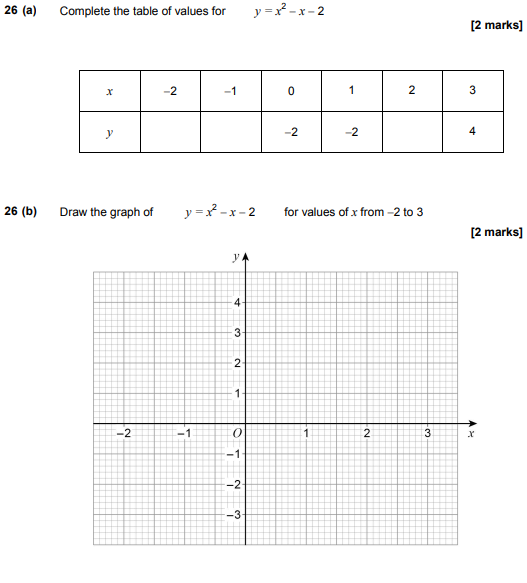 26 (a) Complete the table of values for y = x² – x – 2
[2 marks]
x –2 –1 0 1 2 3
y –2 –2 4
26 (b) Draw the graph of y = x² – x – 2 for values of x from –2 to 3
[2 marks]
y
4
3
2
1
–2 –1 O 1 2 3 x
–1
–2
–3